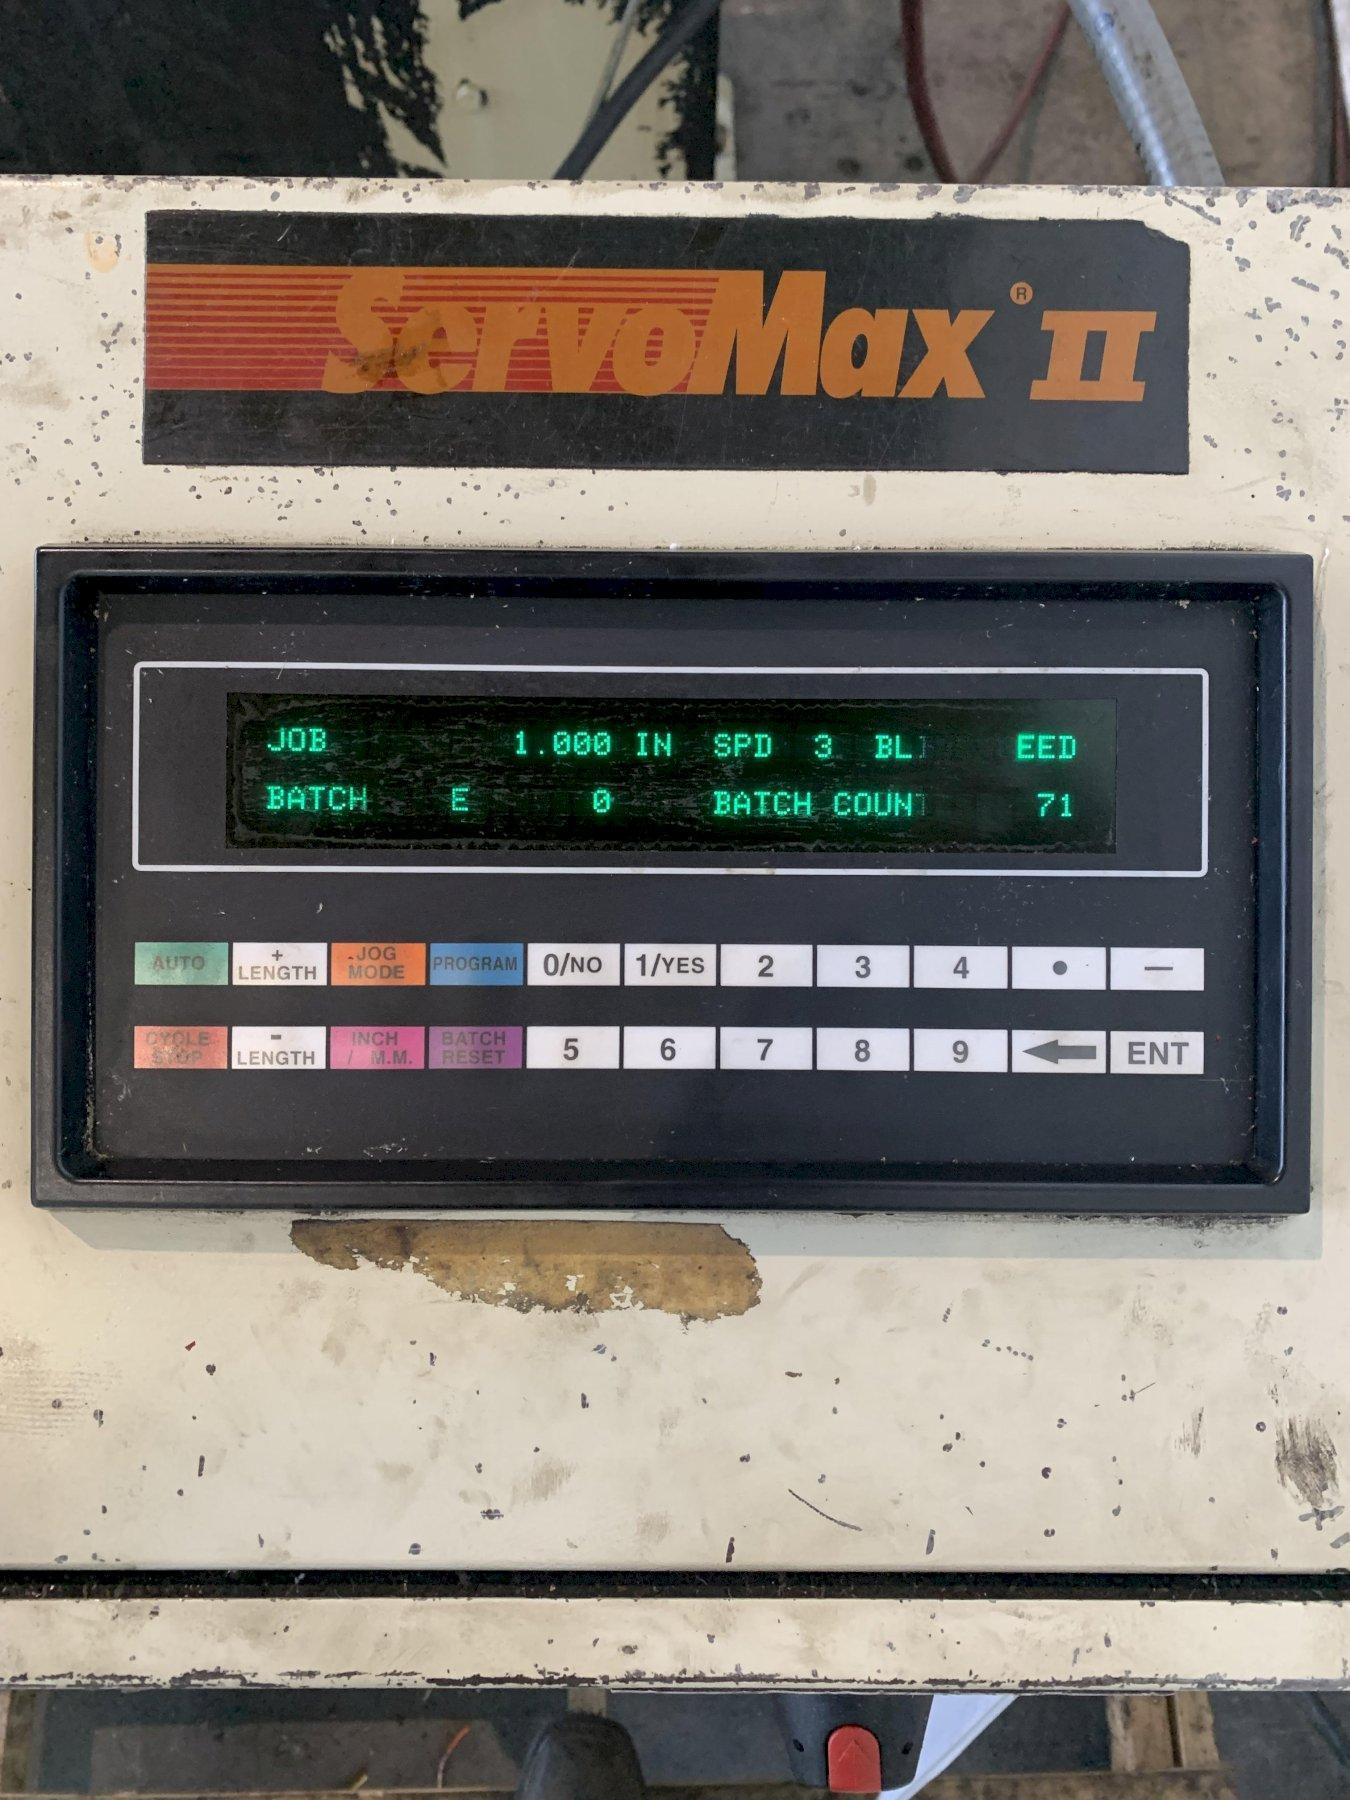 ServoMax® II
JOB 1.000 IN SPD 3 BL EED
BATCH E 0 BATCH COUNT 71
AUTO + LENGTH JOG MODE PROGRAM 0/NO 1/YES 2 3 4 • —
CYCLE STOP - LENGTH INCH / M.M. BATCH RESET 5 6 7 8 9 ← ENT